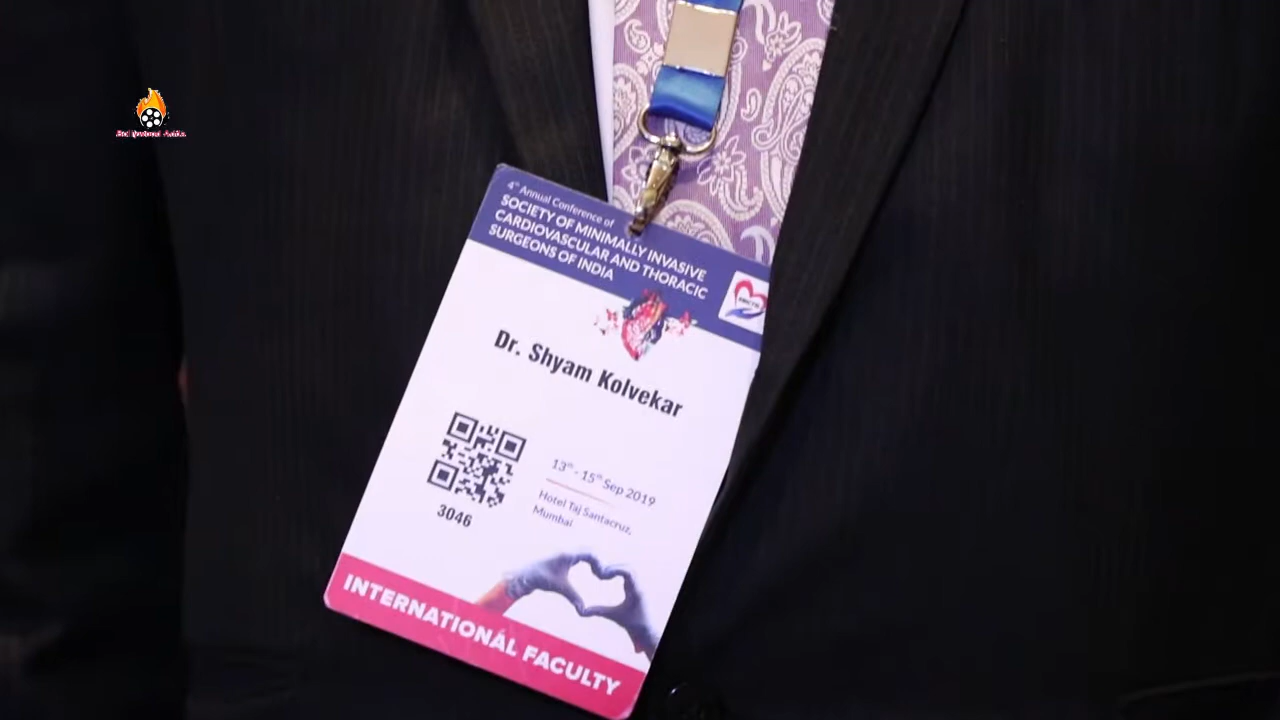 4th Annual Conference of
SOCIETY OF MINIMALLY INVASIVE
CARDIOVASCULAR AND THORACIC
SURGEONS OF INDIA
Dr. Shyam Kolvekar
13th - 15th Sep 2019
Hotel Taj Santacruz,
Mumbai
3046
INTERNATIONAL FACULTY